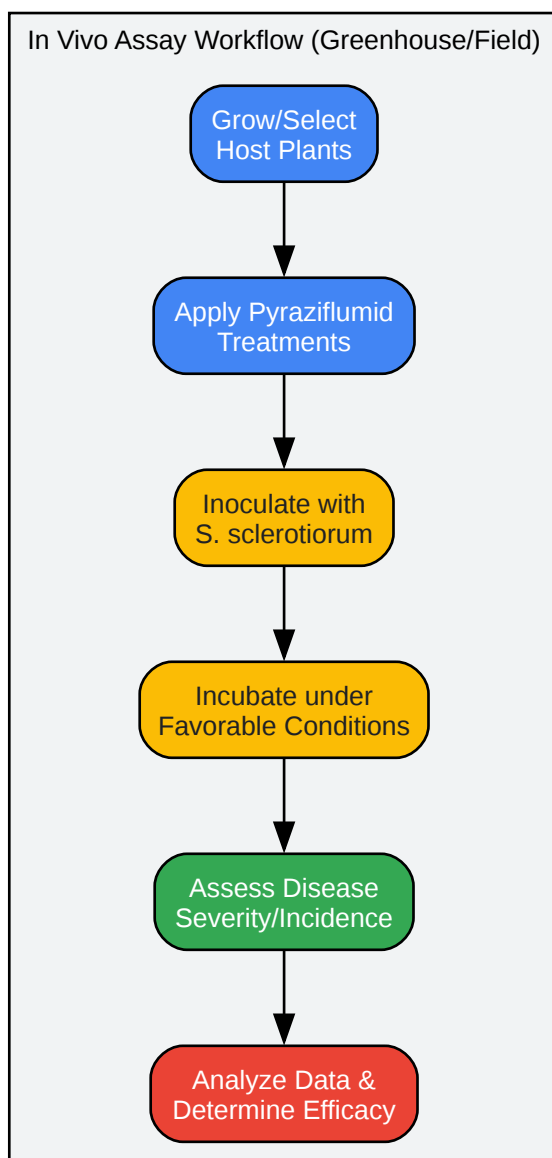 In Vivo Assay Workflow (Greenhouse/Field)
Grow/Select
Host Plants
Apply Pyraziflumid
Treatments
Inoculate with
S. sclerotiorum
Incubate under
Favorable Conditions
Assess Disease
Severity/Incidence
Analyze Data &
Determine Efficacy